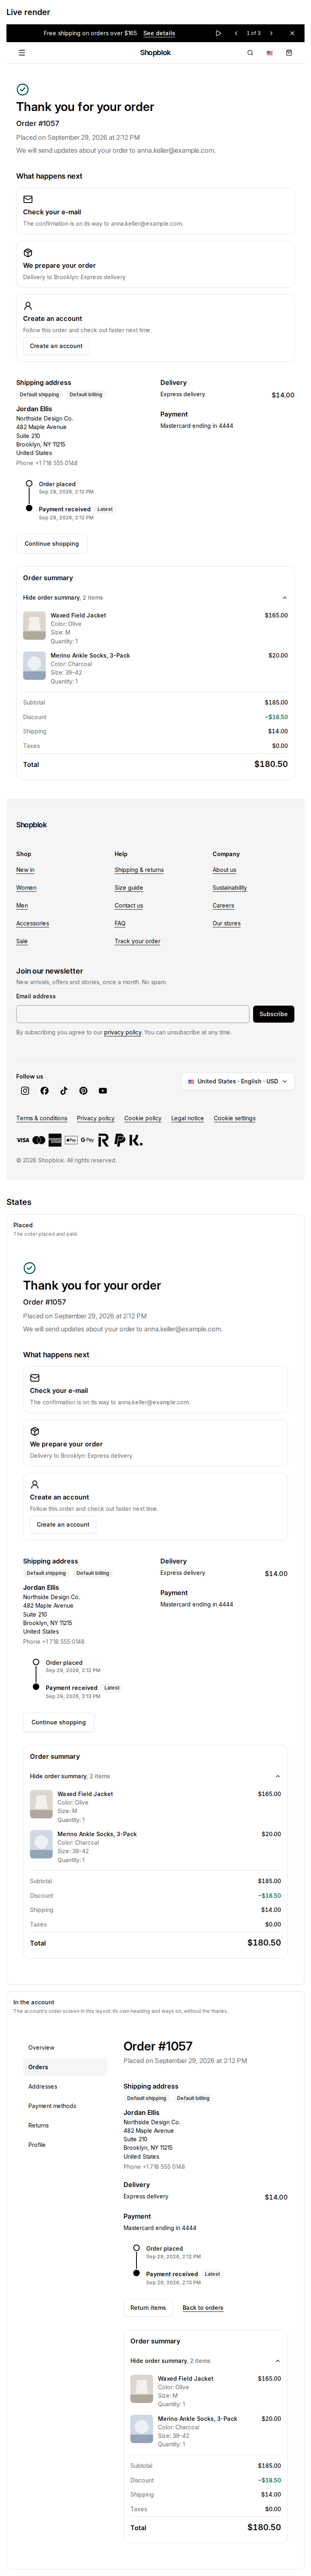 Live render
Free shipping on orders over $165 See details 1 of 3
Shopblok
Thank you for your order
Order #1057
Placed on September 29, 2026 at 2:12 PM
We will send updates about your order to anna.keller@example.com.
What happens next
Check your e-mail
The confirmation is on its way to anna.keller@example.com.
We prepare your order
Delivery to Brooklyn: Express delivery
Create an account
Follow this order and check out faster next time.
Create an account
Shipping address
Default shipping Default billing
Jordan Ellis
Northside Design Co.
482 Maple Avenue
Suite 210
Brooklyn, NY 11215
United States
Phone +1 718 555 0148
Delivery
Express delivery $14.00
Payment
Mastercard ending in 4444
Order placed
Sep 29, 2026, 2:12 PM
Payment received Latest
Sep 29, 2026, 2:13 PM
Continue shopping
Order summary
Hide order summary, 2 items
Waxed Field Jacket $165.00
Color: Olive
Size: M
Quantity: 1
Merino Ankle Socks, 3-Pack $20.00
Color: Charcoal
Size: 39–42
Quantity: 1
Subtotal $185.00
Discount −$18.50
Shipping $14.00
Taxes $0.00
Total $180.50
Shopblok
Shop
New in
Women
Men
Accessories
Sale
Help
Shipping & returns
Size guide
Contact us
FAQ
Track your order
Company
About us
Sustainability
Careers
Our stores
Join our newsletter
New arrivals, offers and stories, once a month. No spam.
Email address
Subscribe
By subscribing you agree to our privacy policy. You can unsubscribe at any time.
Follow us
United States · English · USD
Terms & conditions Privacy policy Cookie policy Legal notice Cookie settings
VISA Pay G Pay K.
© 2026 Shopblok. All rights reserved.
States
Placed
The order placed and paid.
Thank you for your order
Order #1057
Placed on September 29, 2026 at 2:12 PM
We will send updates about your order to anna.keller@example.com.
What happens next
Check your e-mail
The confirmation is on its way to anna.keller@example.com.
We prepare your order
Delivery to Brooklyn: Express delivery
Create an account
Follow this order and check out faster next time.
Create an account
Shipping address
Default shipping Default billing
Jordan Ellis
Northside Design Co.
482 Maple Avenue
Suite 210
Brooklyn, NY 11215
United States
Phone +1 718 555 0148
Delivery
Express delivery $14.00
Payment
Mastercard ending in 4444
Order placed
Sep 29, 2026, 2:12 PM
Payment received Latest
Sep 29, 2026, 2:13 PM
Continue shopping
Order summary
Hide order summary, 2 items
Waxed Field Jacket $165.00
Color: Olive
Size: M
Quantity: 1
Merino Ankle Socks, 3-Pack $20.00
Color: Charcoal
Size: 39–42
Quantity: 1
Subtotal $185.00
Discount −$18.50
Shipping $14.00
Taxes $0.00
Total $180.50
In the account
The account's order screen in this layout: its own heading and ways on, without the thanks.
Overview
Orders
Addresses
Payment methods
Returns
Profile
Order #1057
Placed on September 29, 2026 at 2:12 PM
Shipping address
Default shipping Default billing
Jordan Ellis
Northside Design Co.
482 Maple Avenue
Suite 210
Brooklyn, NY 11215
United States
Phone +1 718 555 0148
Delivery
Express delivery $14.00
Payment
Mastercard ending in 4444
Order placed
Sep 29, 2026, 2:12 PM
Payment received Latest
Sep 29, 2026, 2:13 PM
Return items Back to orders
Order summary
Hide order summary, 2 items
Waxed Field Jacket $165.00
Color: Olive
Size: M
Quantity: 1
Merino Ankle Socks, 3-Pack $20.00
Color: Charcoal
Size: 39–42
Quantity: 1
Subtotal $185.00
Discount −$18.50
Shipping $14.00
Taxes $0.00
Total $180.50